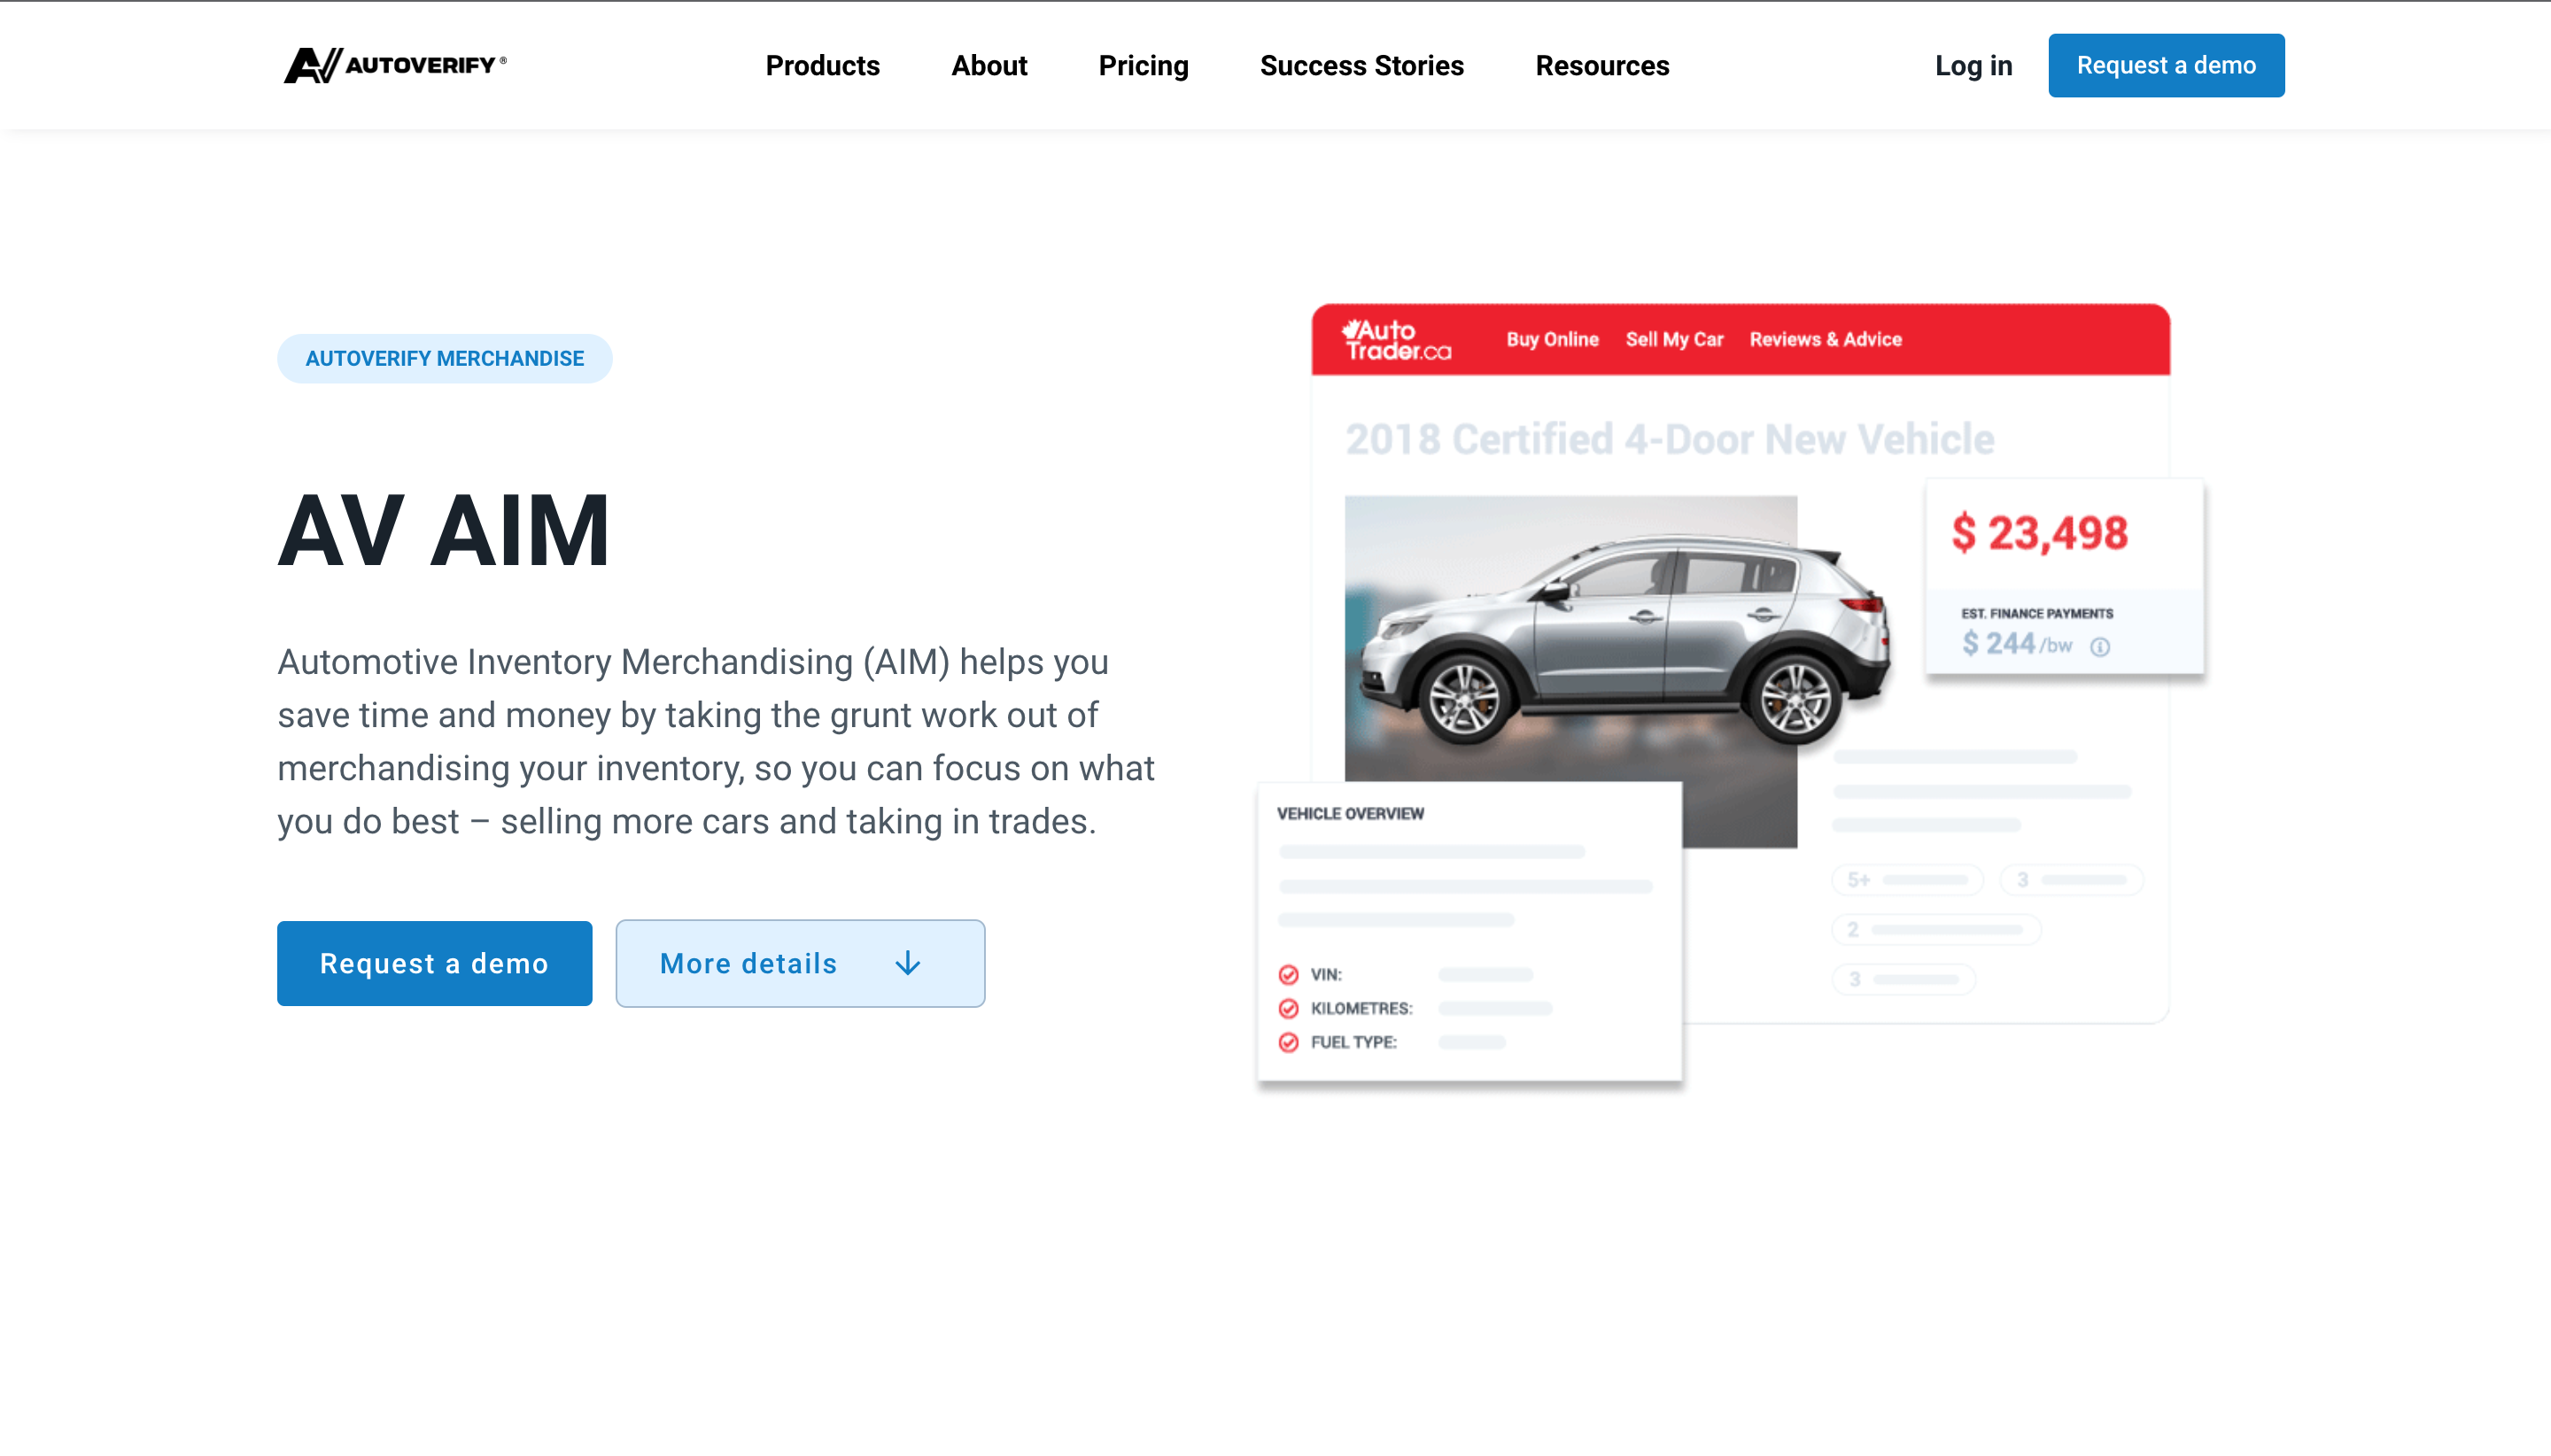 AV AUTOVERIFY®
Products
About
Pricing
Success Stories
Resources
Log in
Request a demo
AUTOVERIFY MERCHANDISE
AV AIM
Automotive Inventory Merchandising (AIM) helps you
save time and money by taking the grunt work out of
merchandising your inventory, so you can focus on what
you do best – selling more cars and taking in trades.
Request a demo
More details
Auto
Trader.ca
Buy Online
Sell My Car
Reviews & Advice
2018 Certified 4-Door New Vehicle
$ 23,498
EST. FINANCE PAYMENTS
$ 244/bw
VEHICLE OVERVIEW
VIN:
KILOMETRES:
FUEL TYPE:
5+
3
2
3